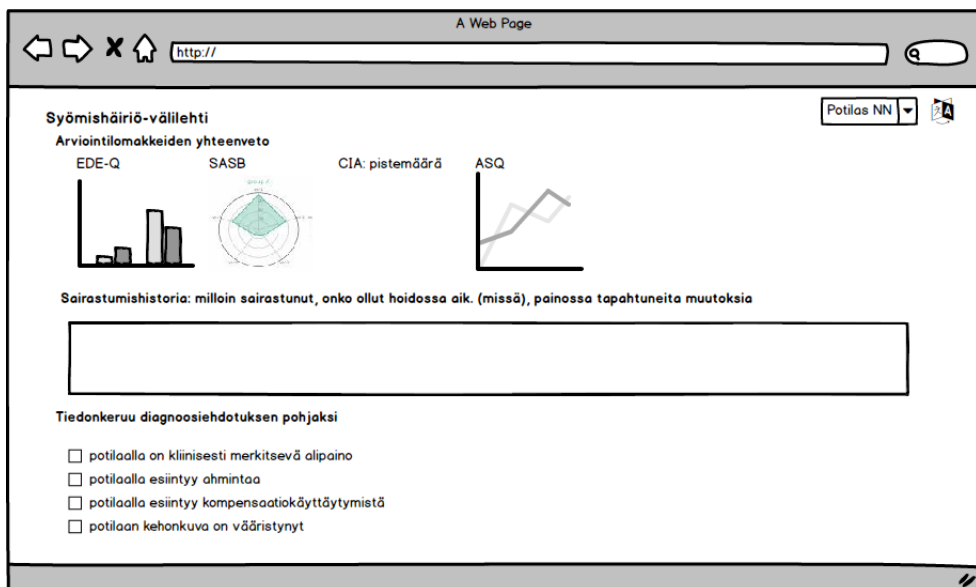 A Web Page
http://
Potilas NN
Syömishäiriö-välilehti
Arviointilomakkeiden yhteenveto
EDE-Q
SASB
CIA: pistemäärä
ASQ
Sairastumishistoria: milloin sairastunut, onko ollut hoidossa aik. (missä), painossa tapahtuneita muutoksia
Tiedonkeruu diagnoosiehdotuksen pohjaksi
potilaalla on kliinisesti merkitsevä alipaino
potilaalla esiintyy ahmintaa
potilaalla esiintyy kompensaatiokäyttäytymistä
potilaan kehonkuva on vääristynyt